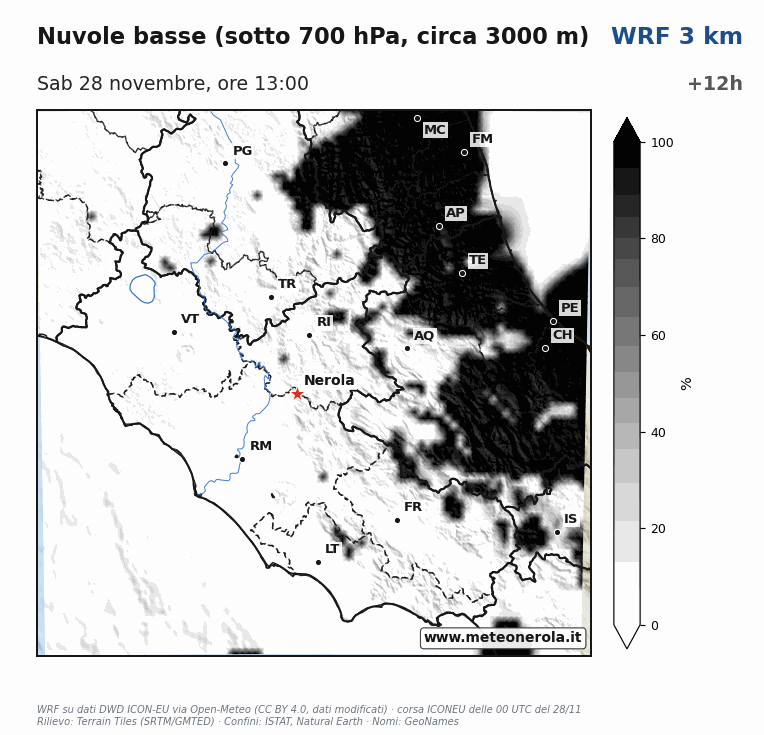 Nuvole basse (sotto 700 hPa, circa 3000 m) WRF 3 km
Sab 28 novembre, ore 13:00 +12h
MC
FM
PG
AP
TE
TR
PE
VT
RI
AQ
CH
Nerola
RM
FR
IS
LT
www.meteonerola.it
100
80
60
40
20
0
%
WRF su dati DWD ICON-EU via Open-Meteo (CC BY 4.0, dati modificati) · corsa ICONEU delle 00 UTC del 28/11
Rilievo: Terrain Tiles (SRTM/GMTED) · Confini: ISTAT, Natural Earth · Nomi: GeoNames